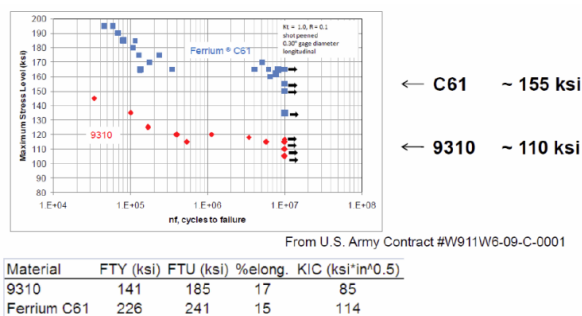 200
190
180
170
160
150
140
130
120
110
100
90
80
Maximum Stress Level (ksi)
Kt = 1.0, R = 0.1
shot peened
0.30" gage diameter
longitudinal
Ferrium ® C61
9310
1.E+04 1.E+05 1.E+06 1.E+07 1.E+08
nf, cycles to failure
← C61 ~ 155 ksi
← 9310 ~ 110 ksi
From U.S. Army Contract #W911W6-09-C-0001
Material FTY (ksi) FTU (ksi) %elong. KIC (ksi*in^0.5)
9310 141 185 17 85
Ferrium C61 226 241 15 114